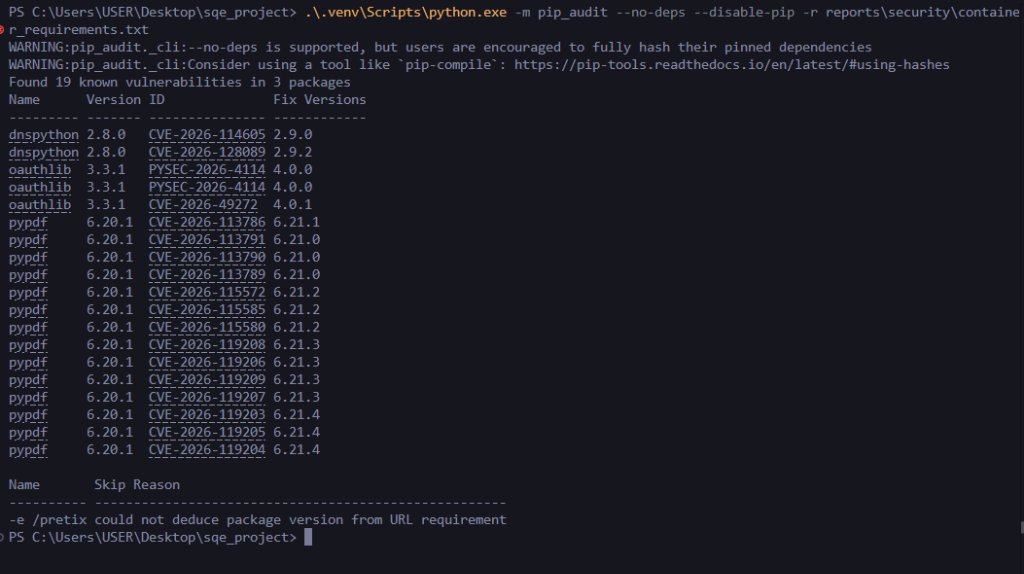 PS C:\Users\USER\Desktop\sqe_project> .\.venv\Scripts\python.exe -m pip_audit --no-deps --disable-pip -r reports\security\containe
r_requirements.txt
WARNING:pip_audit._cli:--no-deps is supported, but users are encouraged to fully hash their pinned dependencies
WARNING:pip_audit._cli:Consider using a tool like `pip-compile`: https://pip-tools.readthedocs.io/en/latest/#using-hashes
Found 19 known vulnerabilities in 3 packages
Name      Version ID              Fix Versions
--------- ------- --------------- ------------
dnspython 2.8.0   CVE-2026-114605 2.9.0
dnspython 2.8.0   CVE-2026-128089 2.9.2
oauthlib  3.3.1   PYSEC-2026-4114 4.0.0
oauthlib  3.3.1   PYSEC-2026-4114 4.0.0
oauthlib  3.3.1   CVE-2026-49272  4.0.1
pypdf     6.20.1  CVE-2026-113786 6.21.1
pypdf     6.20.1  CVE-2026-113791 6.21.0
pypdf     6.20.1  CVE-2026-113790 6.21.0
pypdf     6.20.1  CVE-2026-113789 6.21.0
pypdf     6.20.1  CVE-2026-115572 6.21.2
pypdf     6.20.1  CVE-2026-115585 6.21.2
pypdf     6.20.1  CVE-2026-115580 6.21.2
pypdf     6.20.1  CVE-2026-119208 6.21.3
pypdf     6.20.1  CVE-2026-119206 6.21.3
pypdf     6.20.1  CVE-2026-119209 6.21.3
pypdf     6.20.1  CVE-2026-119207 6.21.3
pypdf     6.20.1  CVE-2026-119203 6.21.4
pypdf     6.20.1  CVE-2026-119205 6.21.4
pypdf     6.20.1  CVE-2026-119204 6.21.4
Name       Skip Reason
---------- --------------------------------------------------
-e /pretix could not deduce package version from URL requirement
PS C:\Users\USER\Desktop\sqe_project>